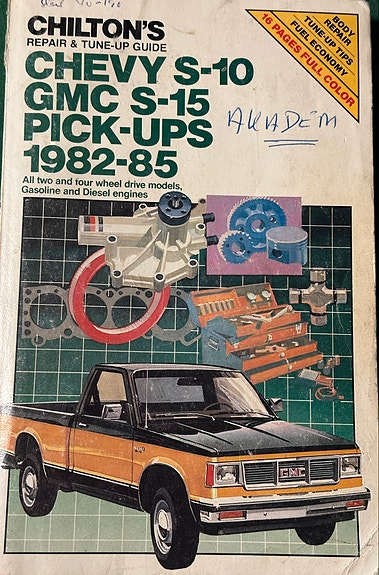 CHILTON'S
REPAIR & TUNE-UP GUIDE
CHEVY S-10
GMC S-15
PICK-UPS
1982-85
All two and four wheel drive models,
Gasoline and Diesel engines
BODY
REPAIR
TUNE-UP TIPS
FUEL ECONOMY
16 PAGES FULL COLOR
AKADEM
GMC